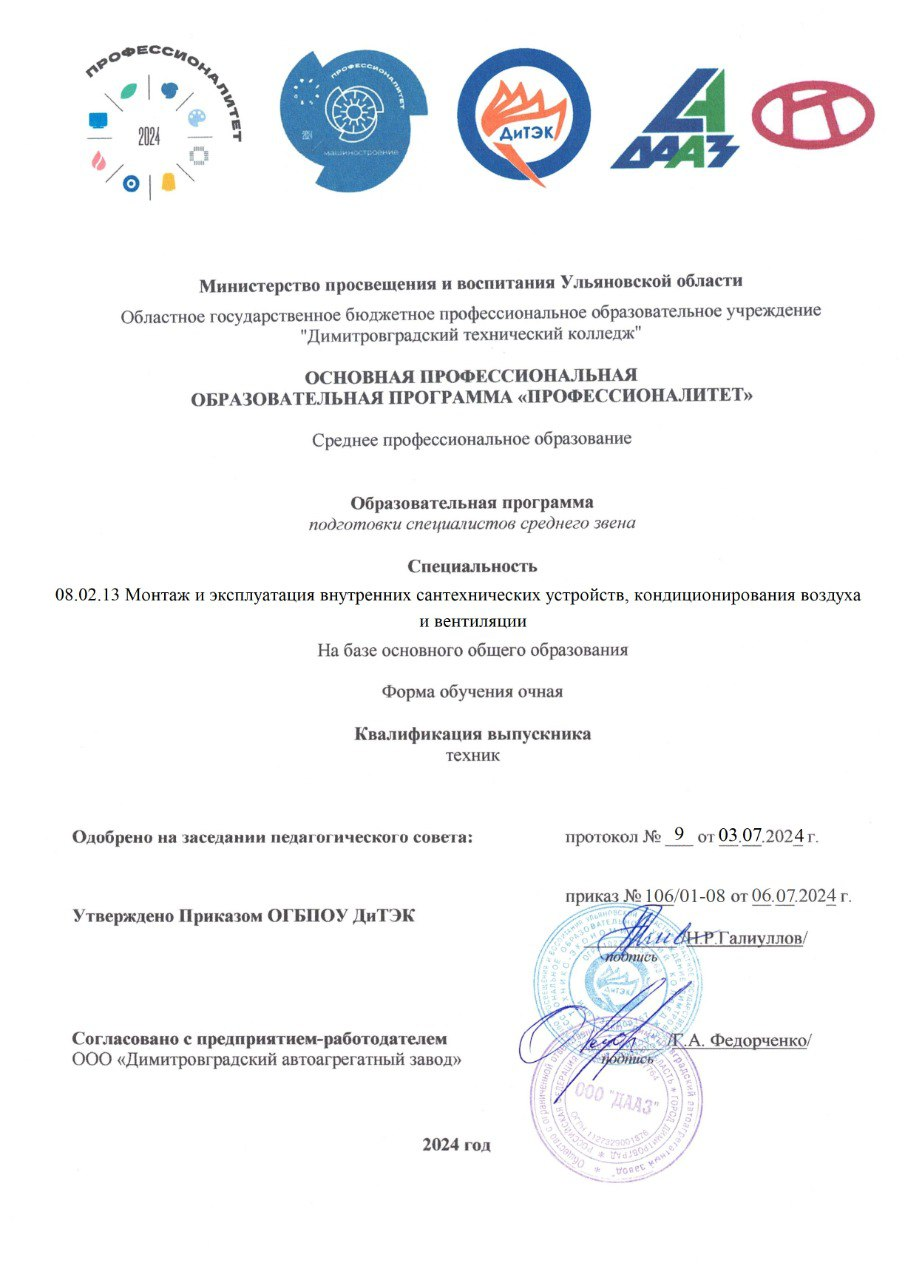 ПРОФЕССИОНАЛИТЕТ
2024
ПРОФЕССИОНАЛИТЕТ
2024
машиностроение
ДиТЭК
ДААЗ
Министерство просвещения и воспитания Ульяновской области
Областное государственное бюджетное профессиональное образовательное учреждение
"Димитровградский технический колледж"
ОСНОВНАЯ ПРОФЕССИОНАЛЬНАЯ
ОБРАЗОВАТЕЛЬНАЯ ПРОГРАММА «ПРОФЕССИОНАЛИТЕТ»
Среднее профессиональное образование
Образовательная программа
подготовки специалистов среднего звена
Специальность
08.02.13 Монтаж и эксплуатация внутренних сантехнических устройств, кондиционирования воздуха
и вентиляции
На базе основного общего образования
Форма обучения очная
Квалификация выпускника
техник
Одобрено на заседании педагогического совета: протокол № 9 от 03.07.2024 г.
приказ № 106/01-08 от 06.07.2024 г.
Утверждено Приказом ОГБПОУ ДиТЭК
/Н.Р.Галиуллов/
подпись
ДиТЭК
Согласовано с предприятием-работодателем
/Г.А. Федорченко/
ООО «Димитровградский автоагрегатный завод»
подпись
ООО "ДААЗ"
2024 год